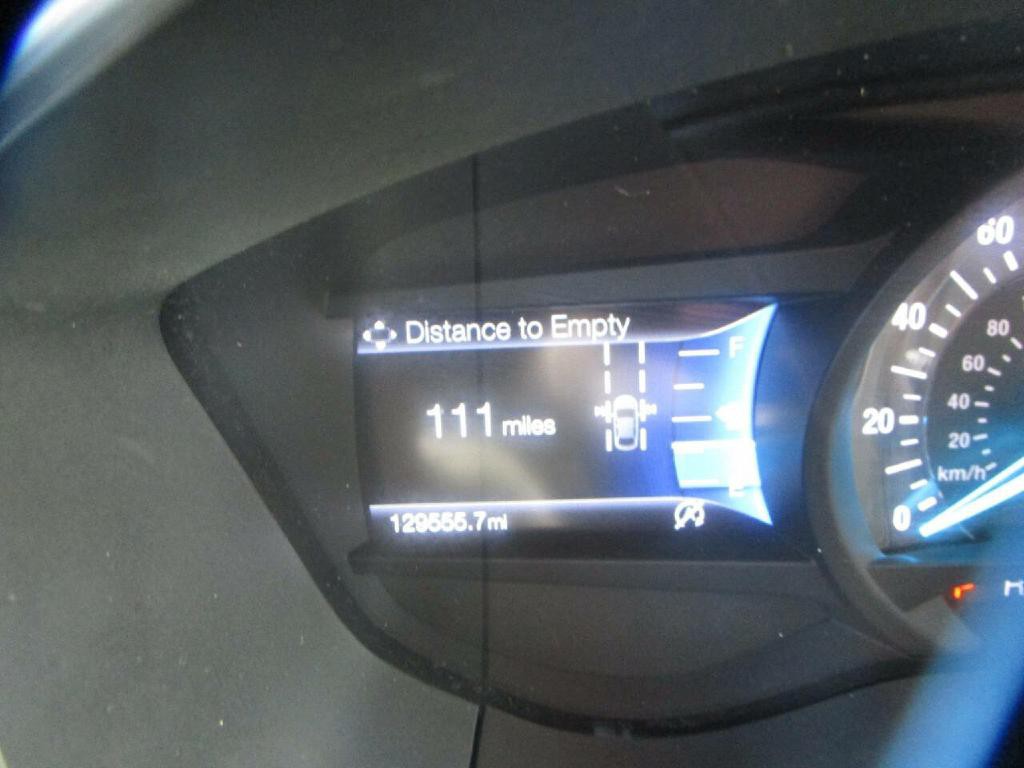 Distance to Empty
F
111 miles
E
129555.7mi
0
20
40
60
20
40
60
80
km/h